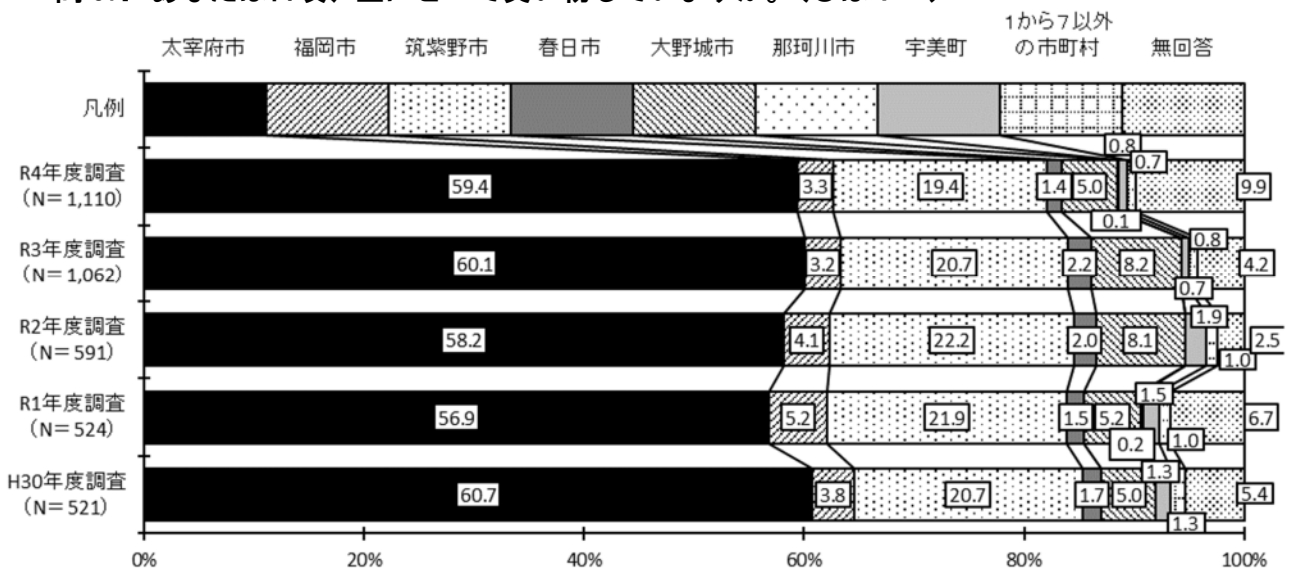 太宰府市 福岡市 筑紫野市 春日市 大野城市 那珂川市 宇美町 1から7以外の市町村 無回答
凡例
R4年度調査
(N=1,110)
59.4 3.3 19.4 1.4 5.0 0.1 0.8 0.7 9.9
R3年度調査
(N=1,062)
60.1 3.2 20.7 2.2 8.2 0.7 0.8 4.2
R2年度調査
(N=591)
58.2 4.1 22.2 2.0 8.1 1.9 1.0 2.5
R1年度調査
(N=524)
56.9 5.2 21.9 1.5 5.2 0.2 1.5 1.0 6.7
H30年度調査
(N=521)
60.7 3.8 20.7 1.7 5.0 1.3 1.3 5.4
0% 20% 40% 60% 80% 100%